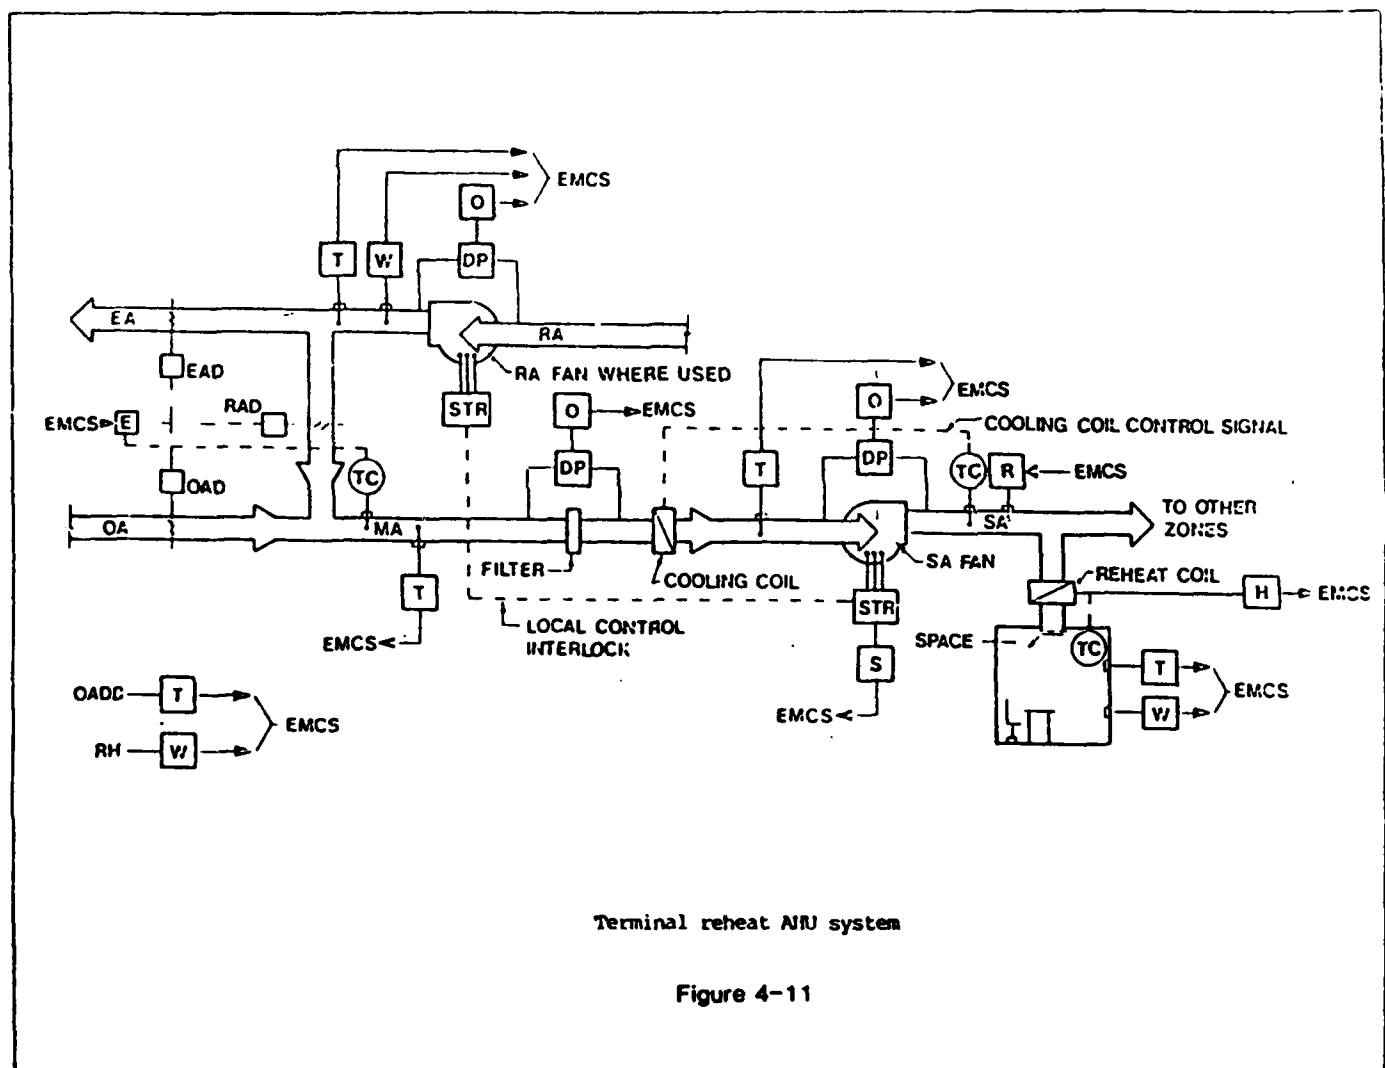 EMCS
O
T
W
DP
EA
RA
EAD
RA FAN WHERE USED
EMCS
E
RAD
STR
O
EMCS
O
EMCS
COOLING COIL CONTROL SIGNAL
OAD
TC
DP
T
DP
TC
R
EMCS
OA
MA
SA
TO OTHER
ZONES
FILTER
COOLING COIL
SA FAN
REHEAT COIL
T
STR
H
EMCS
LOCAL CONTROL
INTERLOCK
EMCS
SPACE
TC
S
T
EMCS
W
EMCS
T
EMCS
RH
W
Terminal reheat AHU system
Figure 4-11